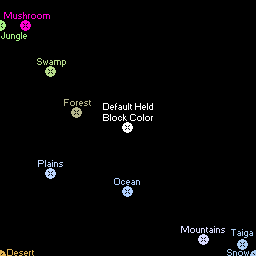 Mushroom
Jungle
Swamp
Forest
Default Held
Block Color
Plains
Ocean
Mountains
Taiga
Snow
Desert